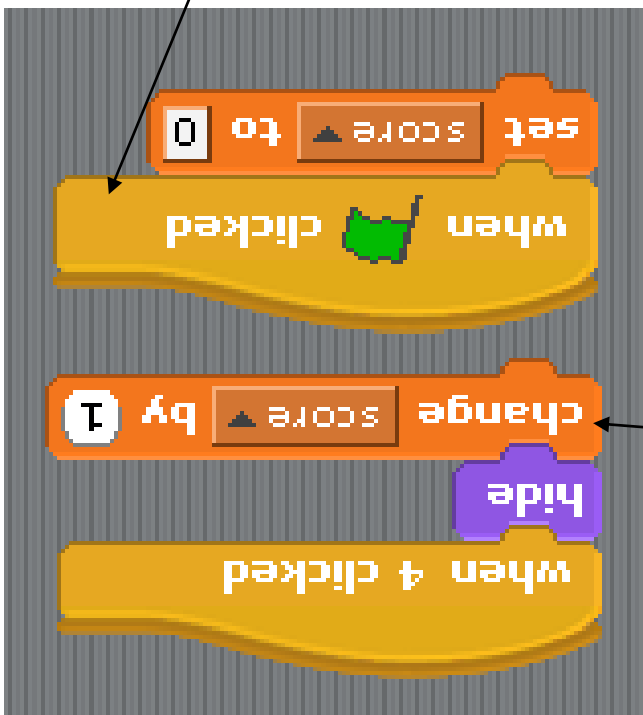 when 4 clicked
hide
change score by 1
when clicked
set score to 0